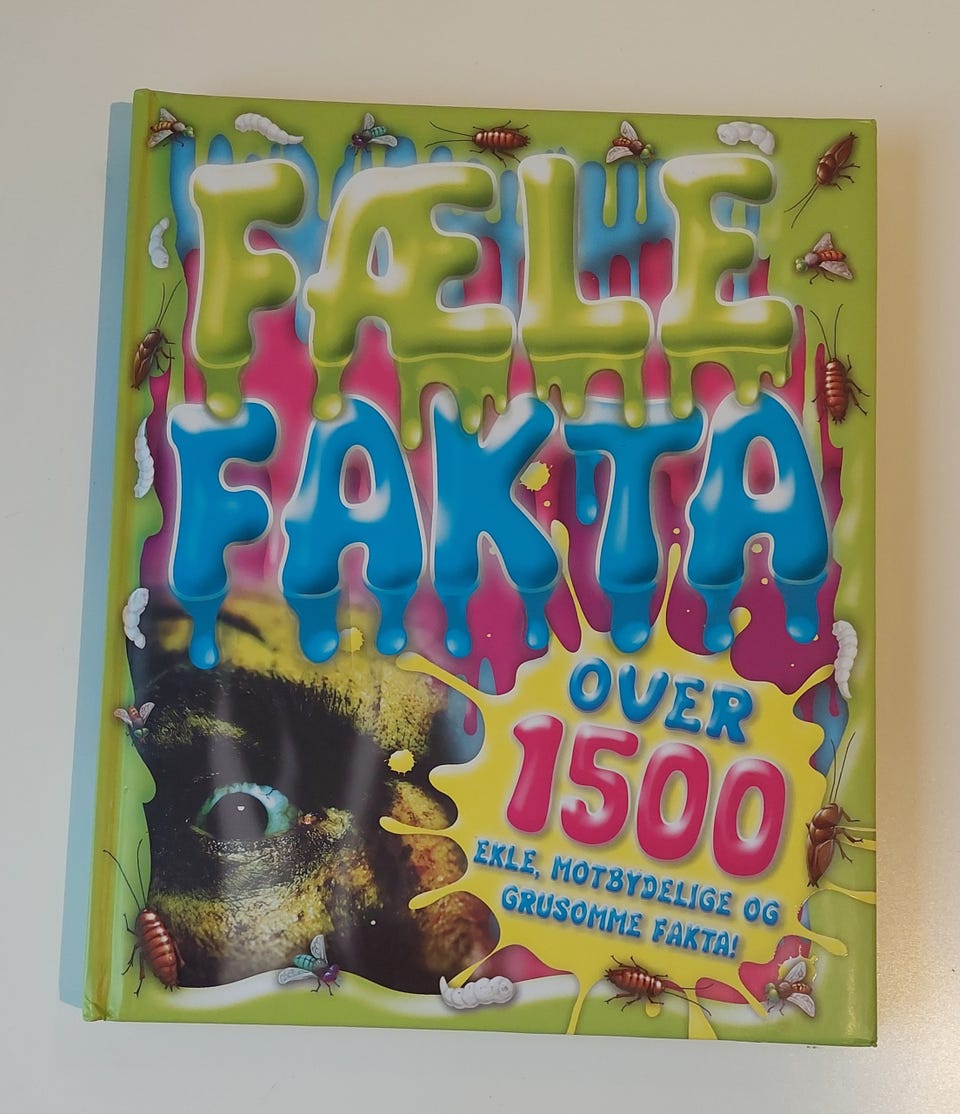 FÆLE
FAKTA
OVER
1500
EKLE, MOTBYDELIGE OG
GRUSOMME FAKTA!